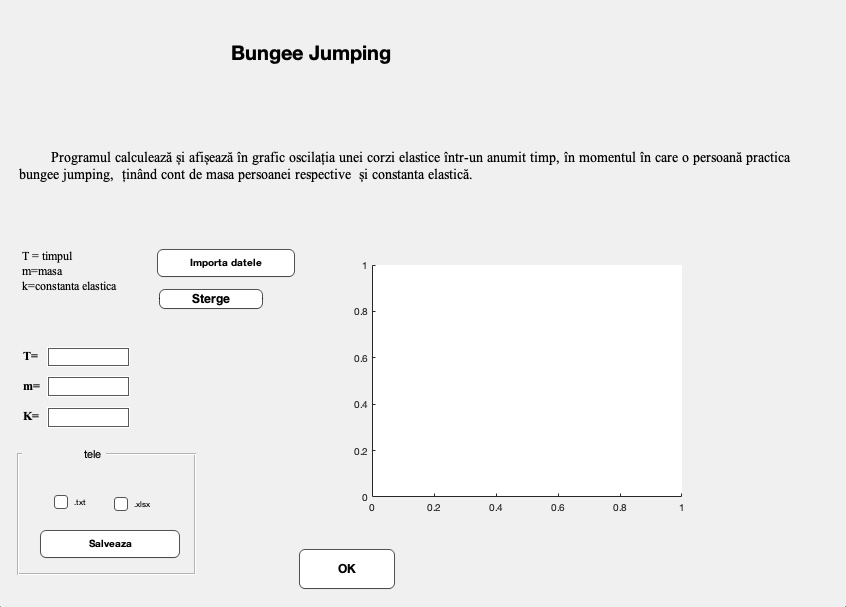 Bungee Jumping
Programul calculează și afișează în grafic oscilația unei corzi elastice într-un anumit timp, în momentul în care o persoană practica
bungee jumping, ținând cont de masa persoanei respective și constanta elastică.
T = timpul
m=masa
k=constanta elastica
Importa datele
Sterge
T=
m=
K=
tele
.txt
.xlsx
Salveaza
1
0.8
0.6
0.4
0.2
0
0
0.2
0.4
0.6
0.8
1
OK